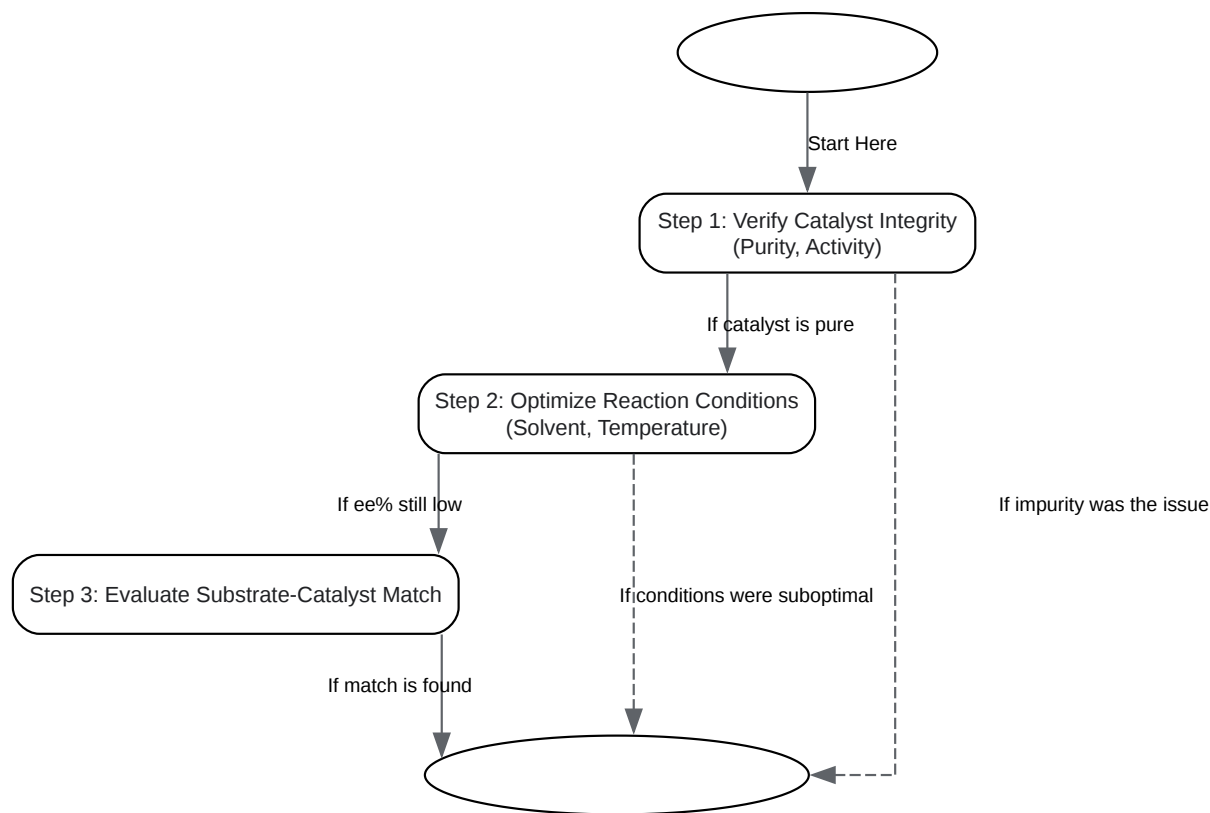 Start Here
Step 1: Verify Catalyst Integrity
(Purity, Activity)
If catalyst is pure
Step 2: Optimize Reaction Conditions
(Solvent, Temperature)
If ee% still low
If impurity was the issue
Step 3: Evaluate Substrate-Catalyst Match
If conditions were suboptimal
If match is found